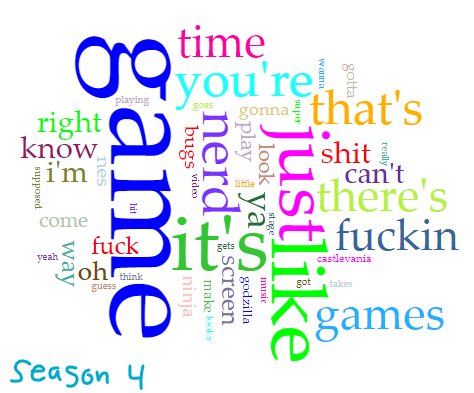 time
you're
wanna
gotta
game
playing
goes
gonna
super
that's
right
know
i'm
supposed
nes
hit
bugs
video
nerd
play
little
look
just
shit
really
can't
there's
come
way
yeah
fuck
oh
guess
think
it's
gets
ya
stage
fuckin
castlevania
screen
ninja
make
looks
godzilla
music
like
got
takes
games
season 4